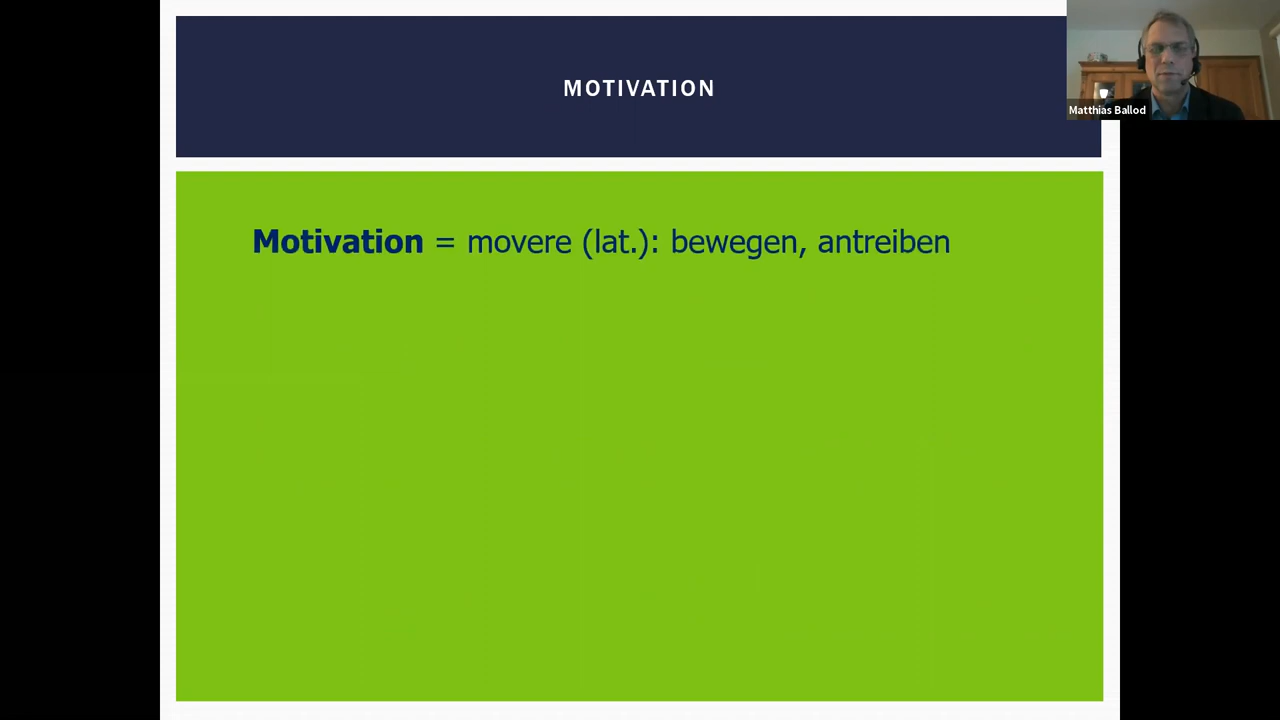 MOTIVATION
Matthias Ballod
Motivation = movere (lat.): bewegen, antreiben